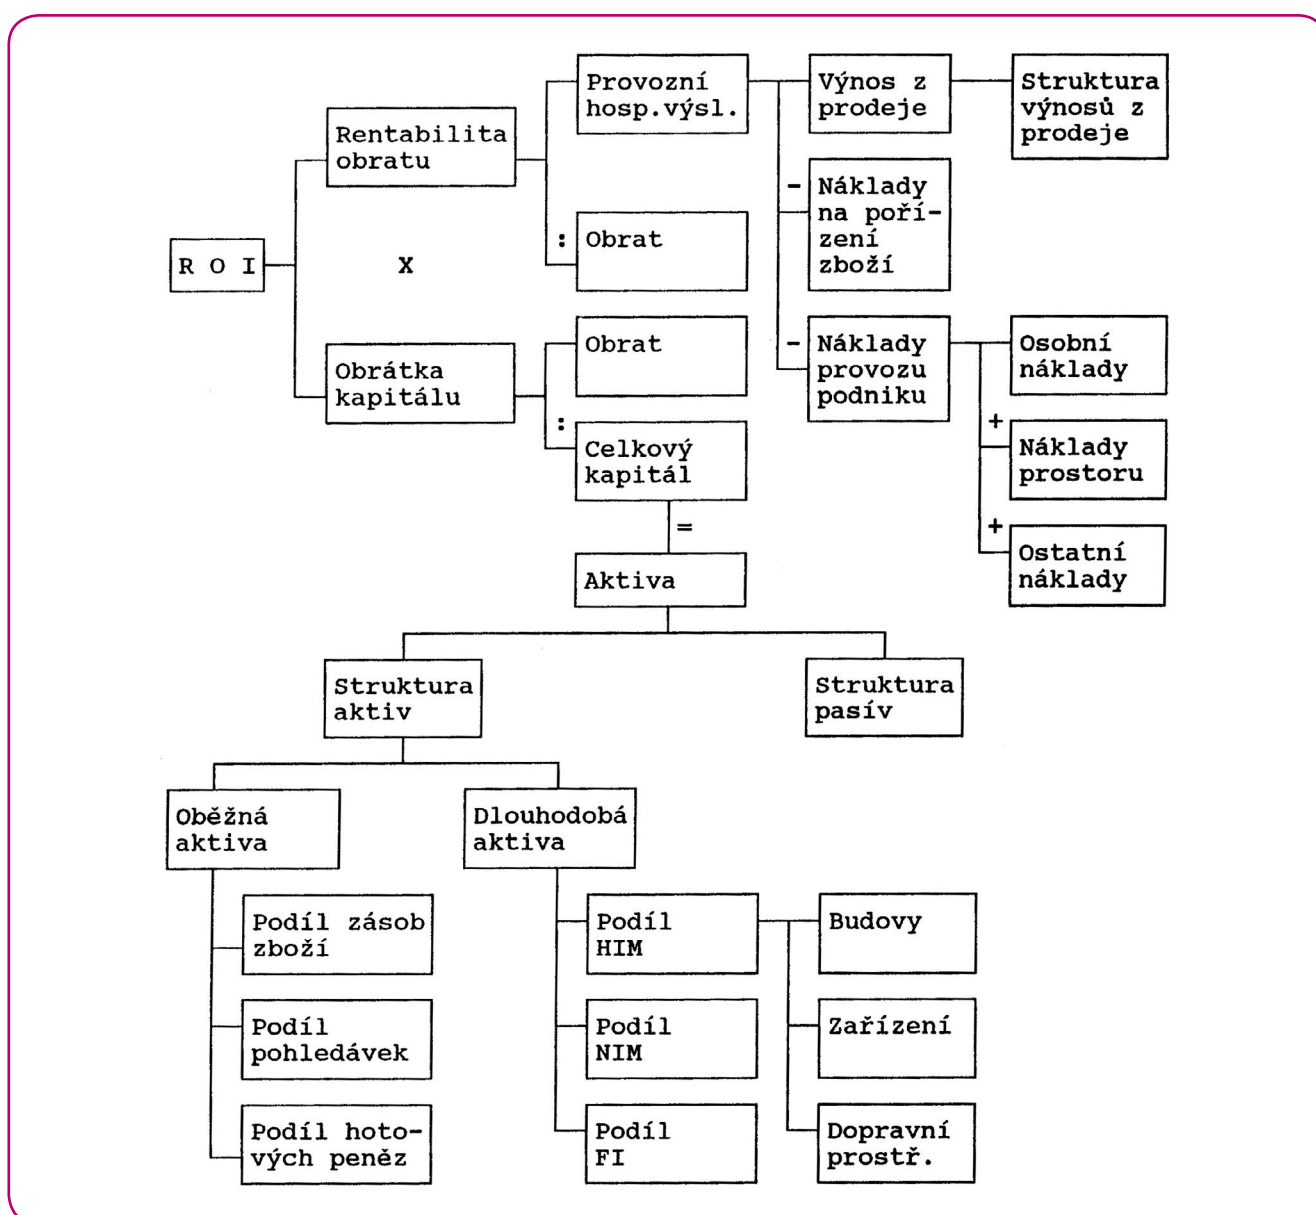 Provozní
hosp.výsl.
Výnos z
prodeje
Struktura
výnosů z
prodeje
Rentabilita
obratu
-
Náklady
na poří-
zení
zboží
:
Obrat
R O I
X
Obrat
-
Náklady
provozu
podniku
Osobní
náklady
Obrátka
kapitálu
:
Celkový
kapitál
+
Náklady
prostoru
=
+
Ostatní
náklady
Aktiva
Struktura
aktiv
Struktura
pasív
Oběžná
aktiva
Dlouhodobá
aktiva
Podíl zásob
zboží
Podíl
HIM
Budovy
Podíl
pohledávek
Podíl
NIM
Zařízení
Podíl hoto-
vých peněz
Podíl
FI
Dopravní
prostř.